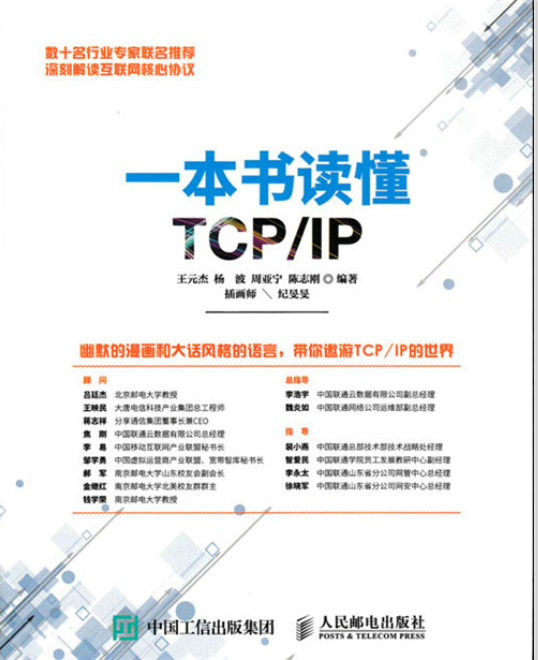 数十名行业专家联名推荐
深刻解读互联网核心协议
一本书读懂
TCP/IP
王元杰 杨 波 周亚宁 陈志刚 ◎ 编著
插画师 \ 纪旻旻
幽默的漫画和大话风格的语言，带你遨游TCP/IP的世界
顾 问
吕廷杰 北京邮电大学教授
王映民 大唐电信科技产业集团总工程师
蒋志祥 分享通信集团董事长兼CEO
焦 刚 中国联通云数据有限公司总经理
李 易 中国移动互联网产业联盟秘书长
邹学勇 中国虚拟运营商产业联盟、宽带智库秘书长
郝 军 南京邮电大学山东校友会副会长
金继红 南京邮电大学北美校友群群主
钱学荣 南京邮电大学教授
总指导
李浩宇 中国联通云数据有限公司副总经理
魏炎如 中国联通网络公司运维部副总经理
指 导
裴小燕 中国联通总部技术部技术战略处经理
智爱民 中国联通学院员工发展教研中心副经理
李永太 中国联通山东省分公司网管中心总经理
徐晓军 中国联通山东省分公司网安中心总经理
中国工信出版集团
人民邮电出版社
POSTS & TELECOM PRESS